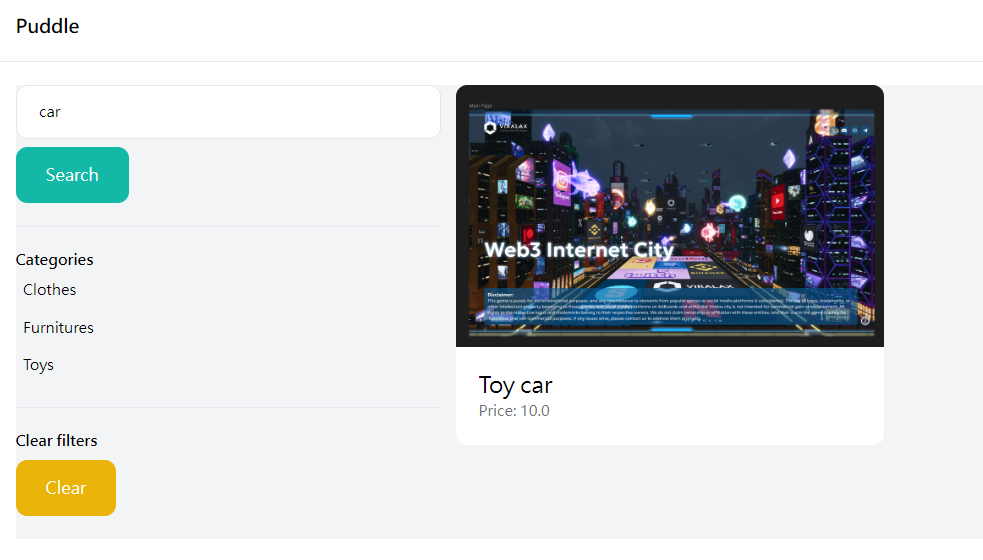 Puddle
car
Search
Categories
Clothes
Furnitures
Toys
Clear filters
Clear
Main Page
VIRALAX
Web3 Internet City
Disclaimer:
VIRALAX
Toy car
Price: 10.0